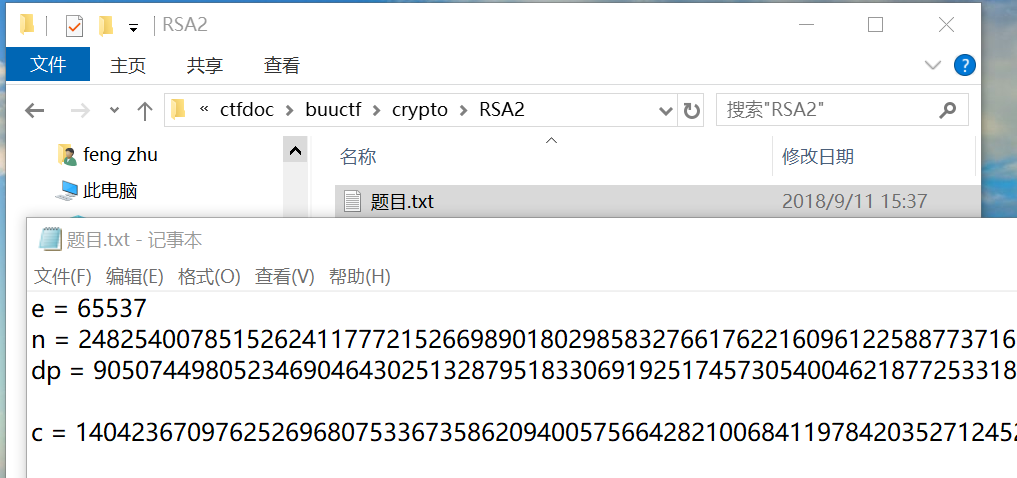 RSA2
文件 主页 共享 查看
« ctfdoc buuctf crypto RSA2 搜索"RSA2"
feng zhu 名称 修改日期
此电脑
题目.txt 2018/9/11 15:37
题目.txt - 记事本
文件(F) 编辑(E) 格式(O) 查看(V) 帮助(H)
e = 65537
n = 2482540078515262411777215266989018029858327661762216096122588773716
dp = 905074498052346904643025132879518330691925174573054004621877253318
c = 14042367097625269680753367358620940057566428210068411978420352712452